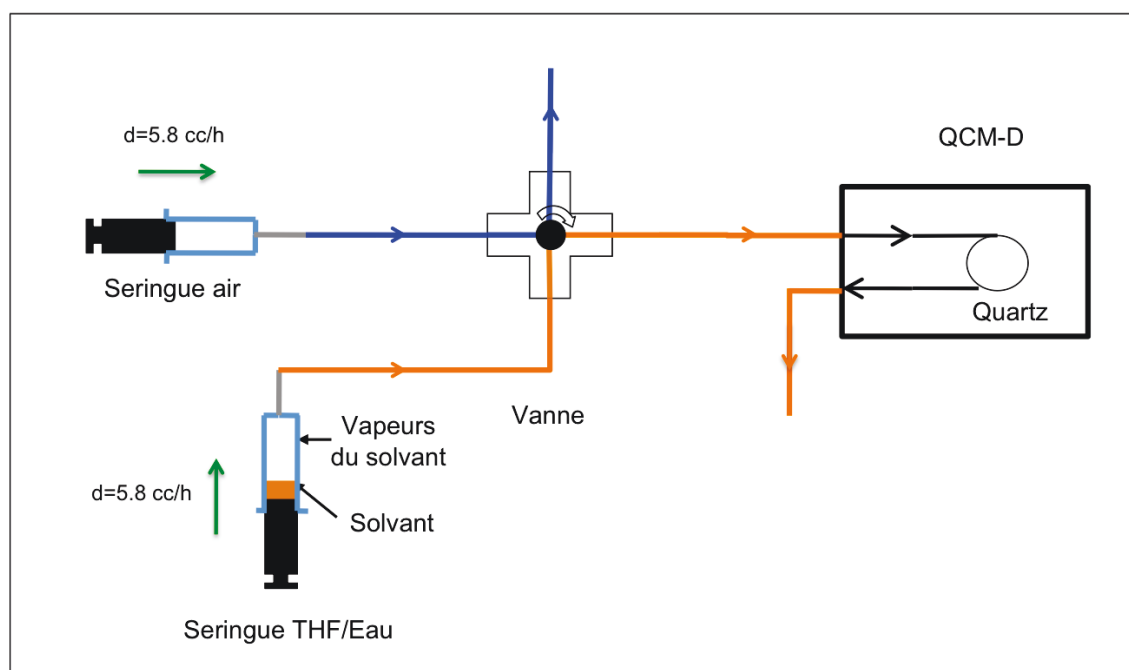 d=5.8 cc/h
QCM-D
Seringue air
Quartz
Vanne
Vapeurs
du solvant
d=5.8 cc/h
Solvant
Seringue THF/Eau